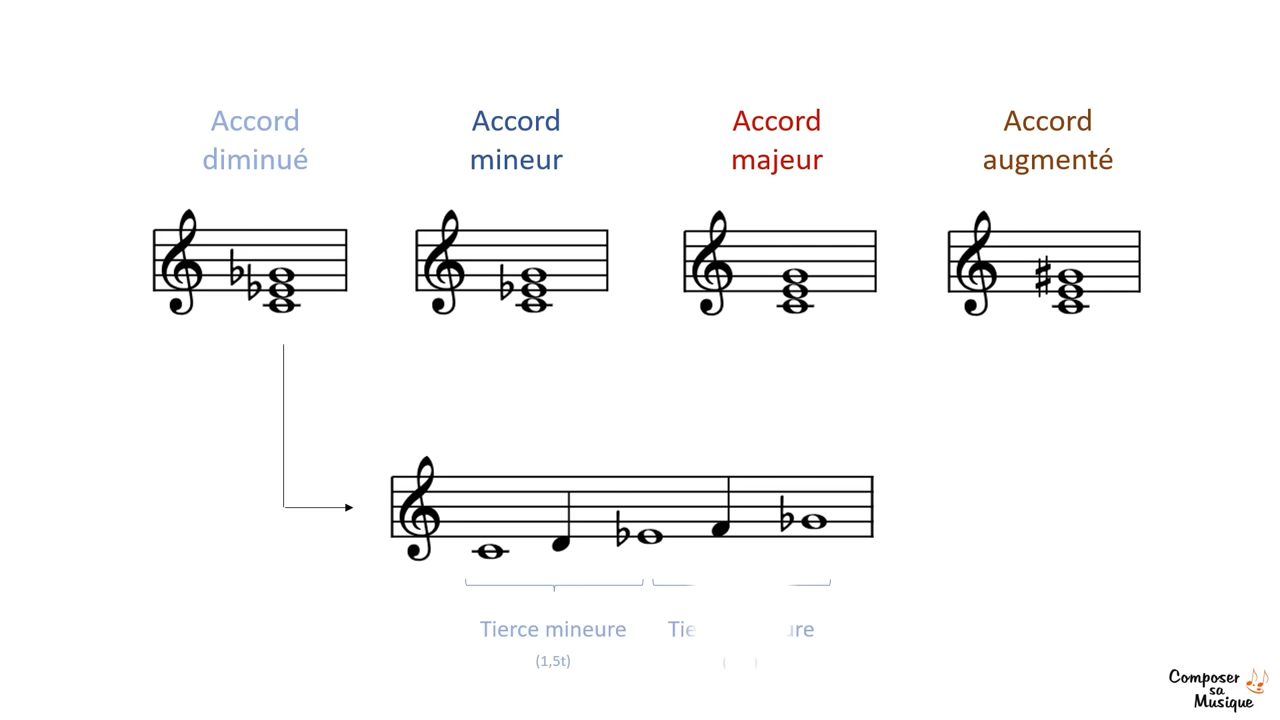 Accord
diminué
Accord
mineur
Accord
majeur
Accord
augmenté
Tierce mineure
(1,5t)
Composer
sa
Musique